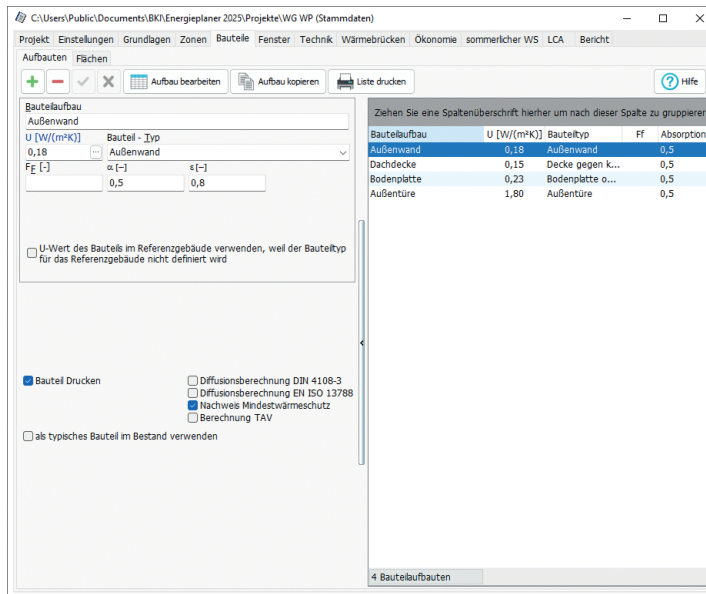 C:\Users\Public\Documents\BKI\Energieplaner 2025\Projekte\WG WP (Stammdaten)
Projekt Einstellungen Grundlagen Zonen Bauteile Fenster Technik Wärmebrücken Ökonomie sommerlicher WS LCA Bericht
Aufbauten Flächen
Aufbau bearbeiten Aufbau kopieren Liste drucken ? Hilfe
Bauteilaufbau
Außenwand
U [W/(m²K)] Bauteil - Typ
0,18 ... Außenwand
FF [-] α [−] ε [−]
0,5 0,8
U-Wert des Bauteils im Referenzgebäude verwenden, weil der Bauteiltyp
für das Referenzgebäude nicht definiert wird
Bauteil Drucken
Diffusionsberechnung DIN 4108-3
Diffusionsberechnung EN ISO 13788
Nachweis Mindestwärmeschutz
Berechnung TAV
als typisches Bauteil im Bestand verwenden
Ziehen Sie eine Spaltenüberschrift hierher um nach dieser Spalte zu gruppieren
Bauteilaufbau U [W/(m²K)] Bauteiltyp Ff Absorption
Außenwand 0,18 Außenwand 0,5
Dachdecke 0,15 Decke gegen k... 0,5
Bodenplatte 0,23 Bodenplatte o... 0,5
Außentüre 1,80 Außentüre 0,5
4 Bauteilaufbauten